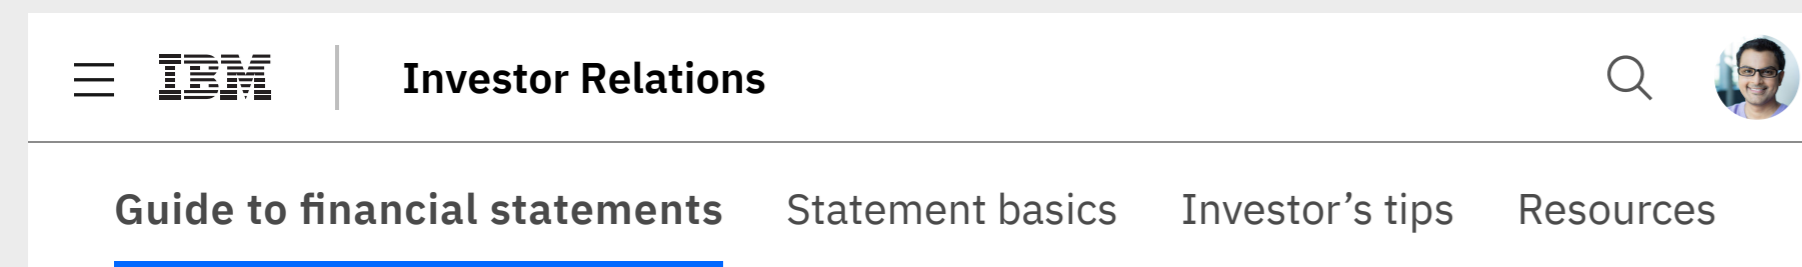 IBM Investor Relations
Guide to financial statements Statement basics Investor’s tips Resources